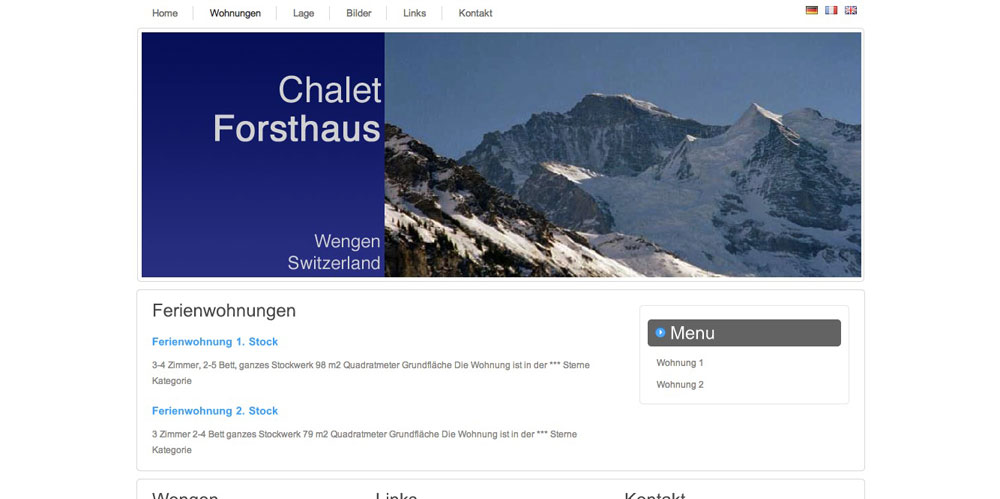 Home Wohnungen Lage Bilder Links Kontakt
Chalet
Forsthaus
Wengen
Switzerland
Ferienwohnungen
Ferienwohnung 1. Stock
3-4 Zimmer, 2-5 Bett, ganzes Stockwerk 98 m2 Quadratmeter Grundfläche Die Wohnung ist in der *** Sterne
Kategorie
Ferienwohnung 2. Stock
3 Zimmer 2-4 Bett ganzes Stockwerk 79 m2 Quadratmeter Grundfläche Die Wohnung ist in der *** Sterne
Kategorie
Menu
Wohnung 1
Wohnung 2
Wengen Links Kontakt